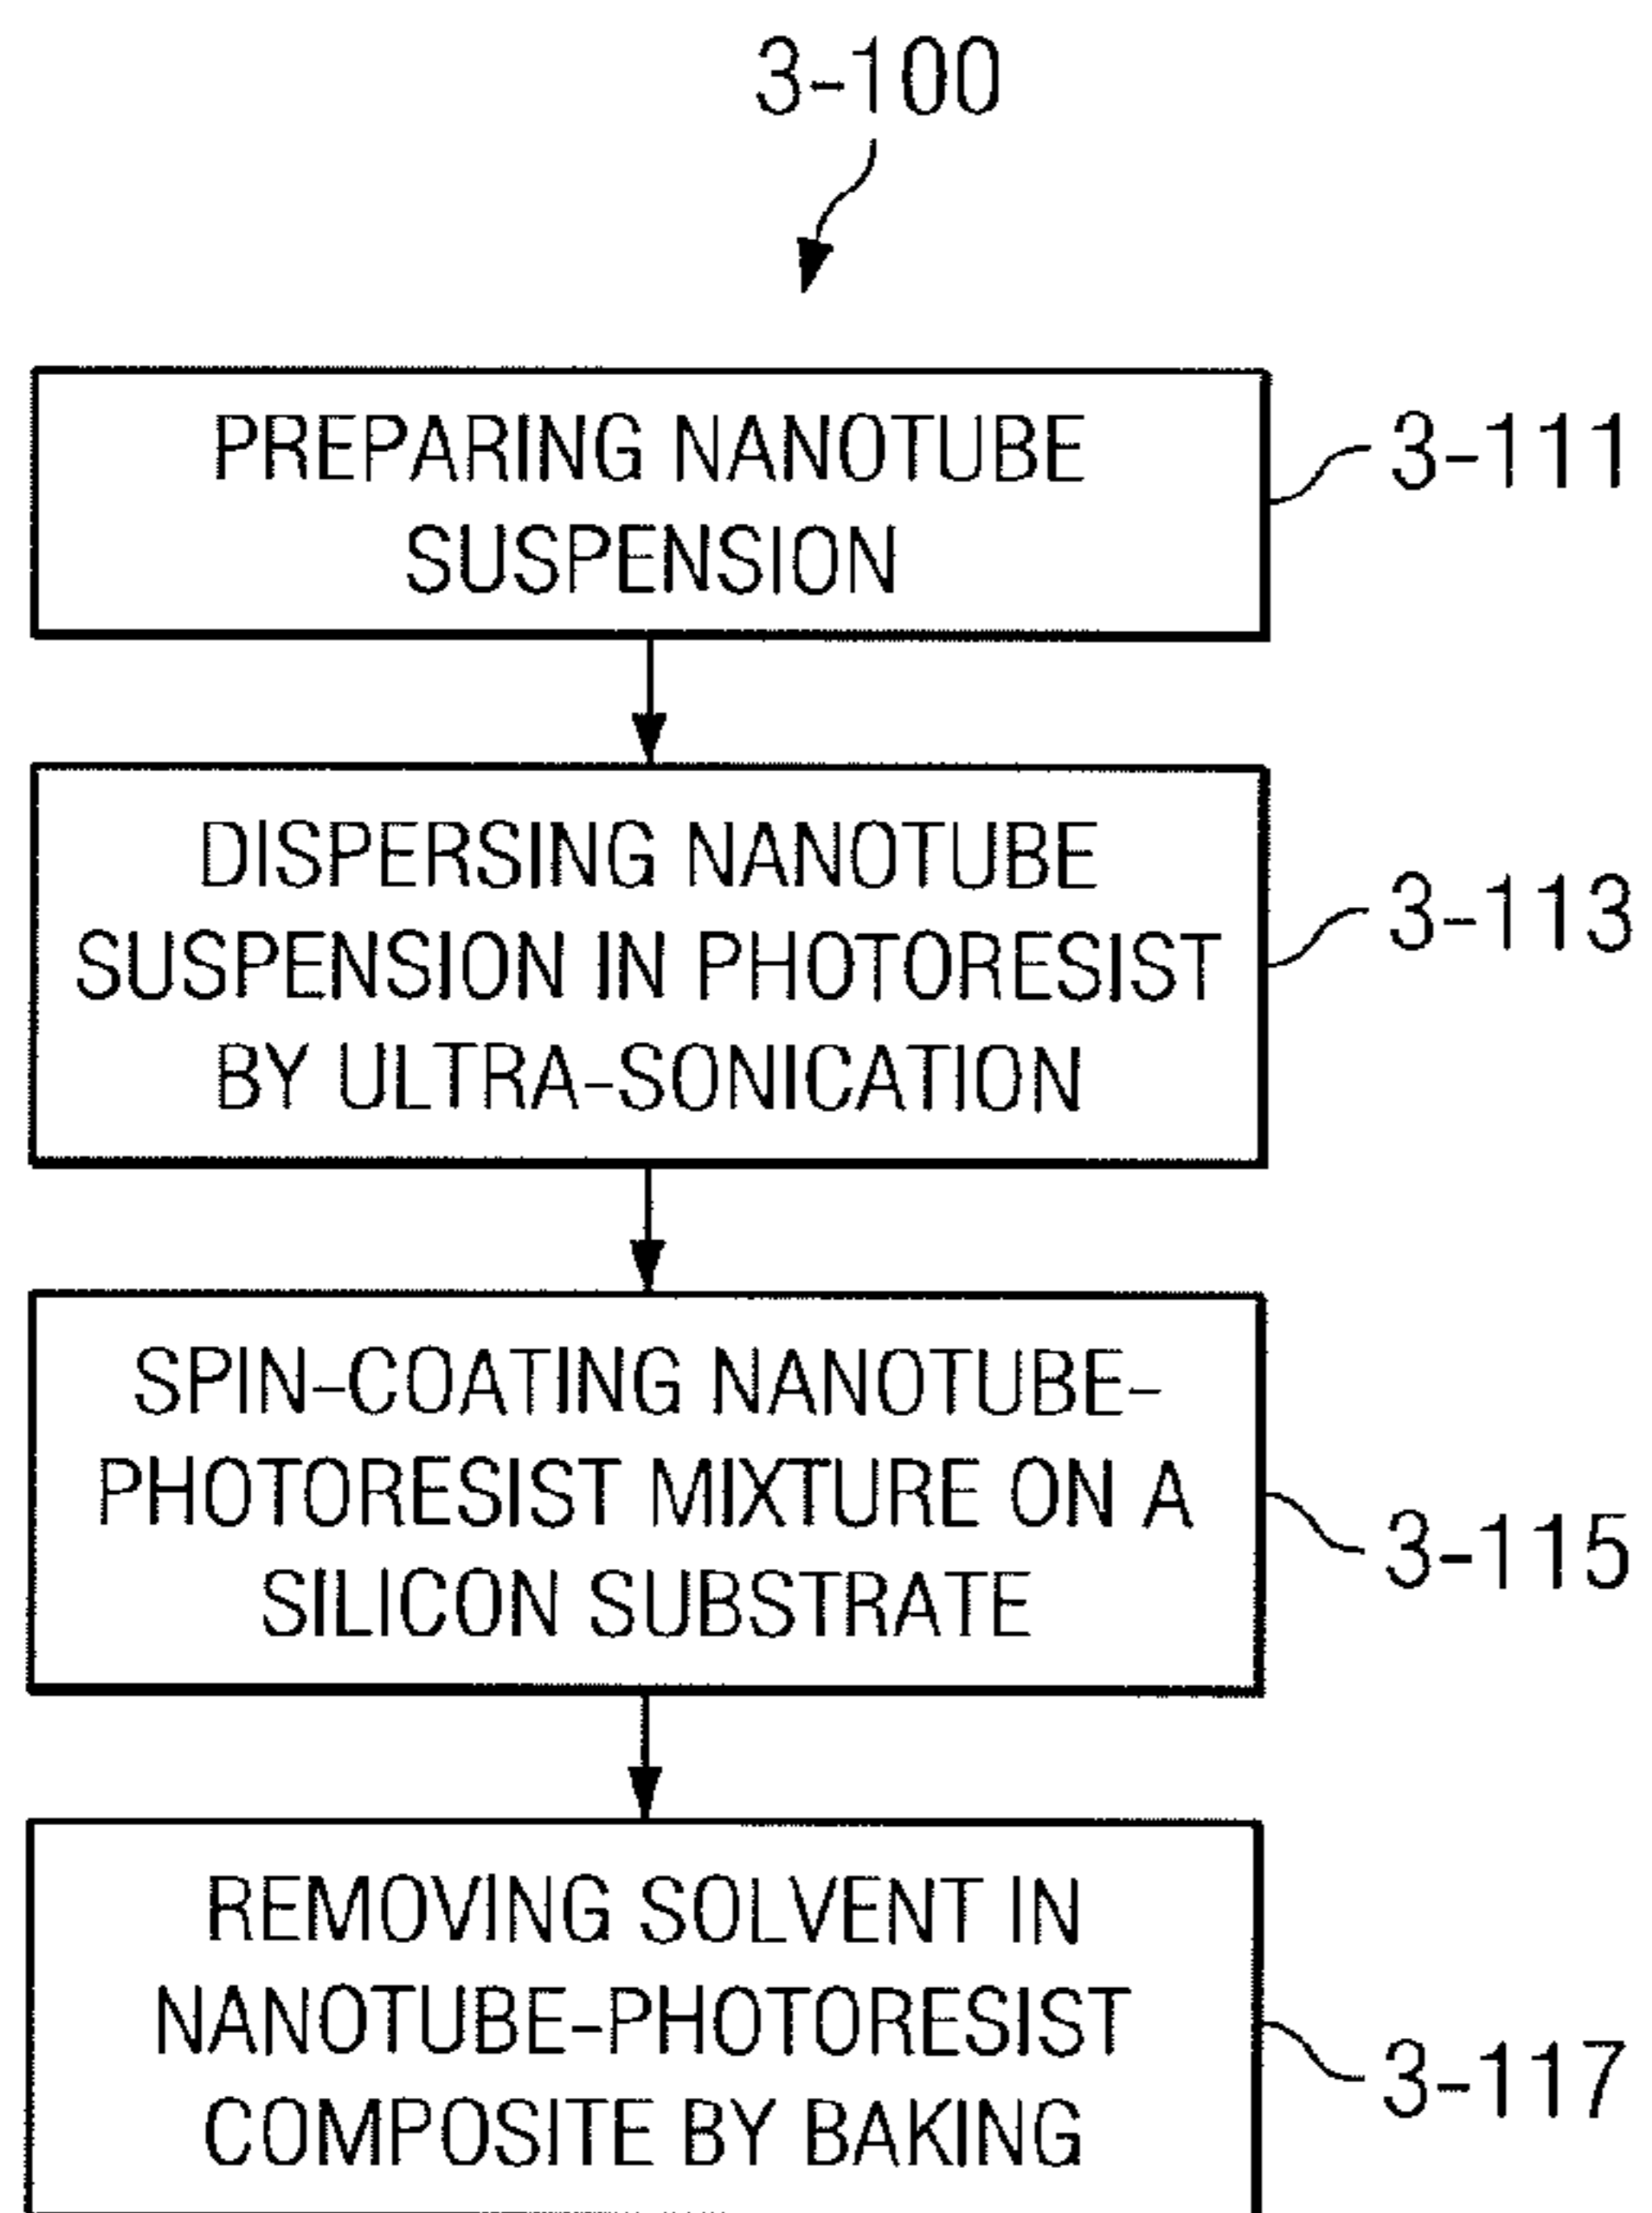 3-100
PREPARING NANOTUBE
SUSPENSION
3-111
DISPERSING NANOTUBE
SUSPENSION IN PHOTORESIST
BY ULTRA-SONICATION
3-113
SPIN-COATING NANOTUBE-
PHOTORESIST MIXTURE ON A
SILICON SUBSTRATE
3-115
REMOVING SOLVENT IN
NANOTUBE-PHOTORESIST
COMPOSITE BY BAKING
3-117